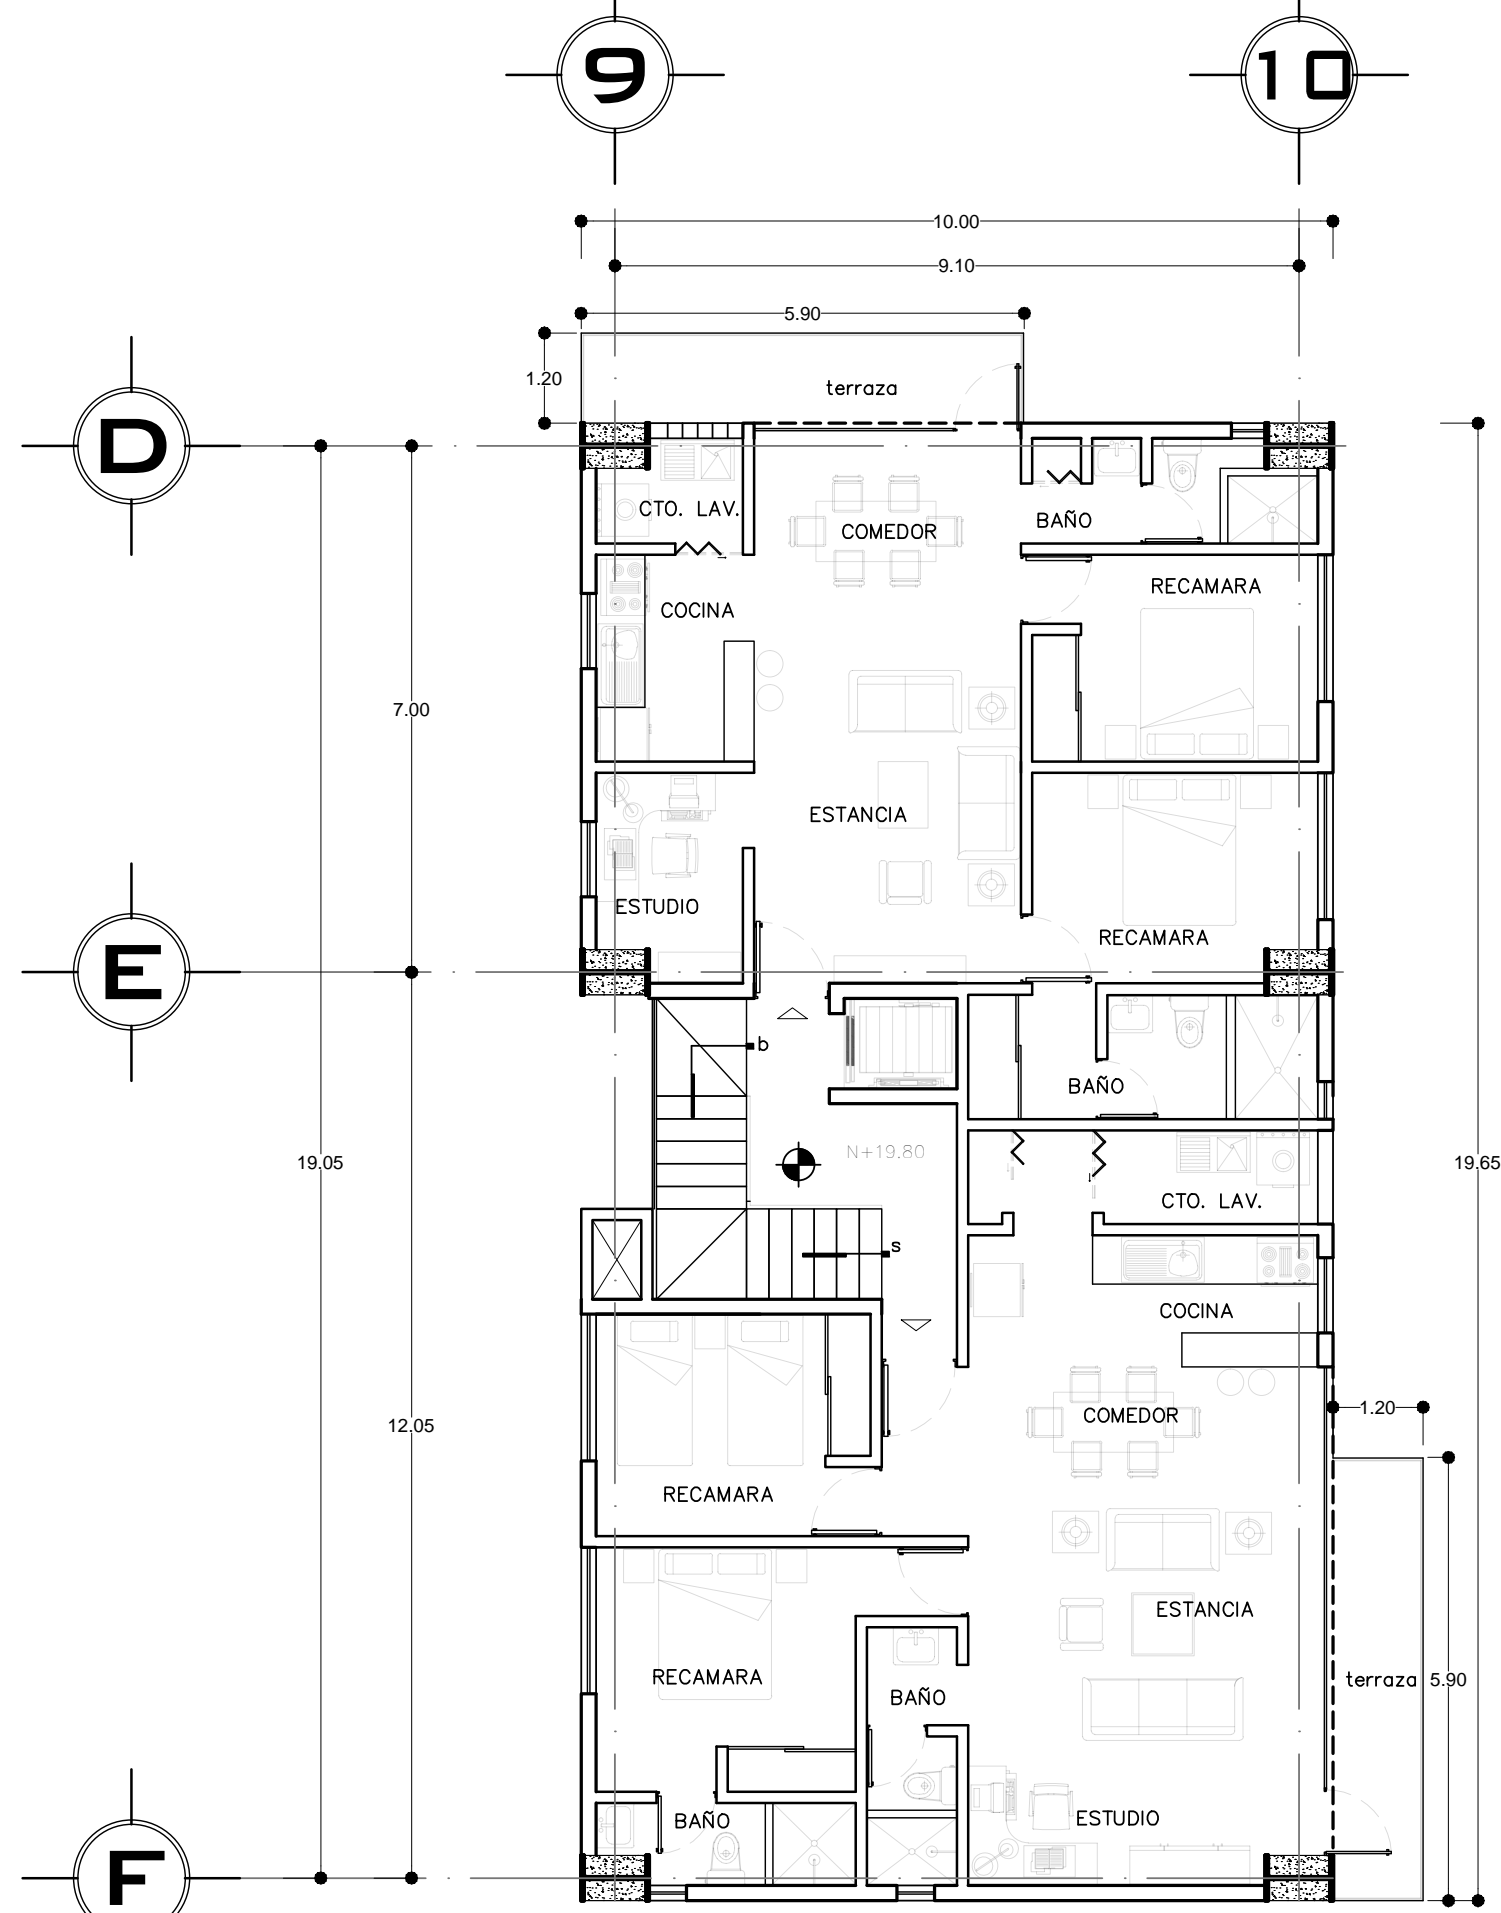 9
10
10.00
9.10
5.90
1.20
terraza
D
CTO. LAV.
COMEDOR
BAÑO
RECAMARA
COCINA
7.00
ESTANCIA
ESTUDIO
RECAMARA
E
b
BAÑO
N+19.80
19.05
19.65
CTO. LAV.
s
COCINA
1.20
COMEDOR
12.05
RECAMARA
ESTANCIA
RECAMARA
terraza
5.90
BAÑO
BAÑO
ESTUDIO
F